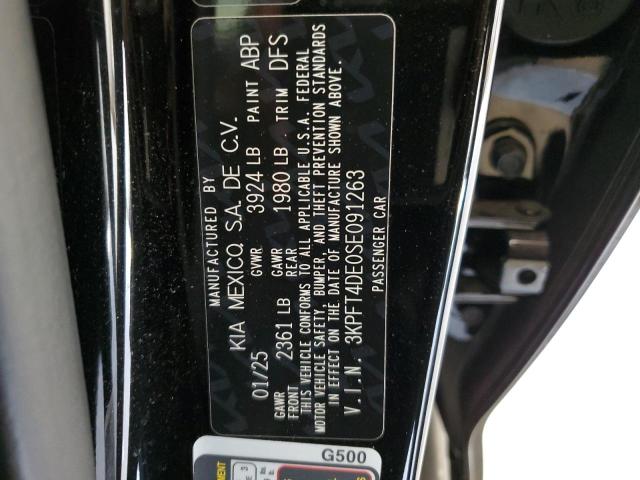 MANUFACTURED BY
KIA MEXICO, S.A. DE C.V.
01/25 GVWR 3924 LB PAINT ABP
GAWR FRONT 2361 LB GAWR REAR 1980 LB TRIM DFS
THIS VEHICLE CONFORMS TO ALL APPLICABLE U.S.A. FEDERAL
MOTOR VEHICLE SAFETY, BUMPER, AND THEFT PREVENTION STANDARDS
IN EFFECT ON THE DATE OF MANUFACTURE SHOWN ABOVE.
V.I.N. 3KPFT4DE0SE091263
PASSENGER CAR
G500